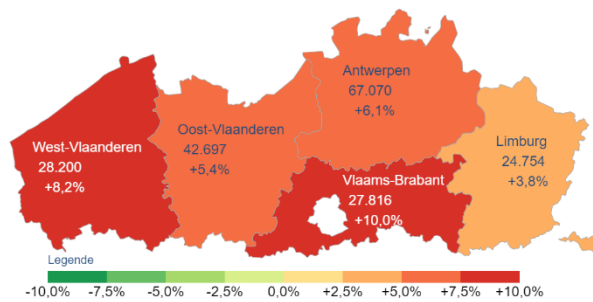 Antwerpen
67.070
+6,1%
Oost-Vlaanderen
42.697
+5,4%
West-Vlaanderen
28.200
+8,2%
Limburg
24.754
+3,8%
Vlaams-Brabant
27.816
+10,0%
Legende
-10,0% -7,5% -5,0% -2,5% 0,0% +2,5% +5,0% +7,5% +10,0%